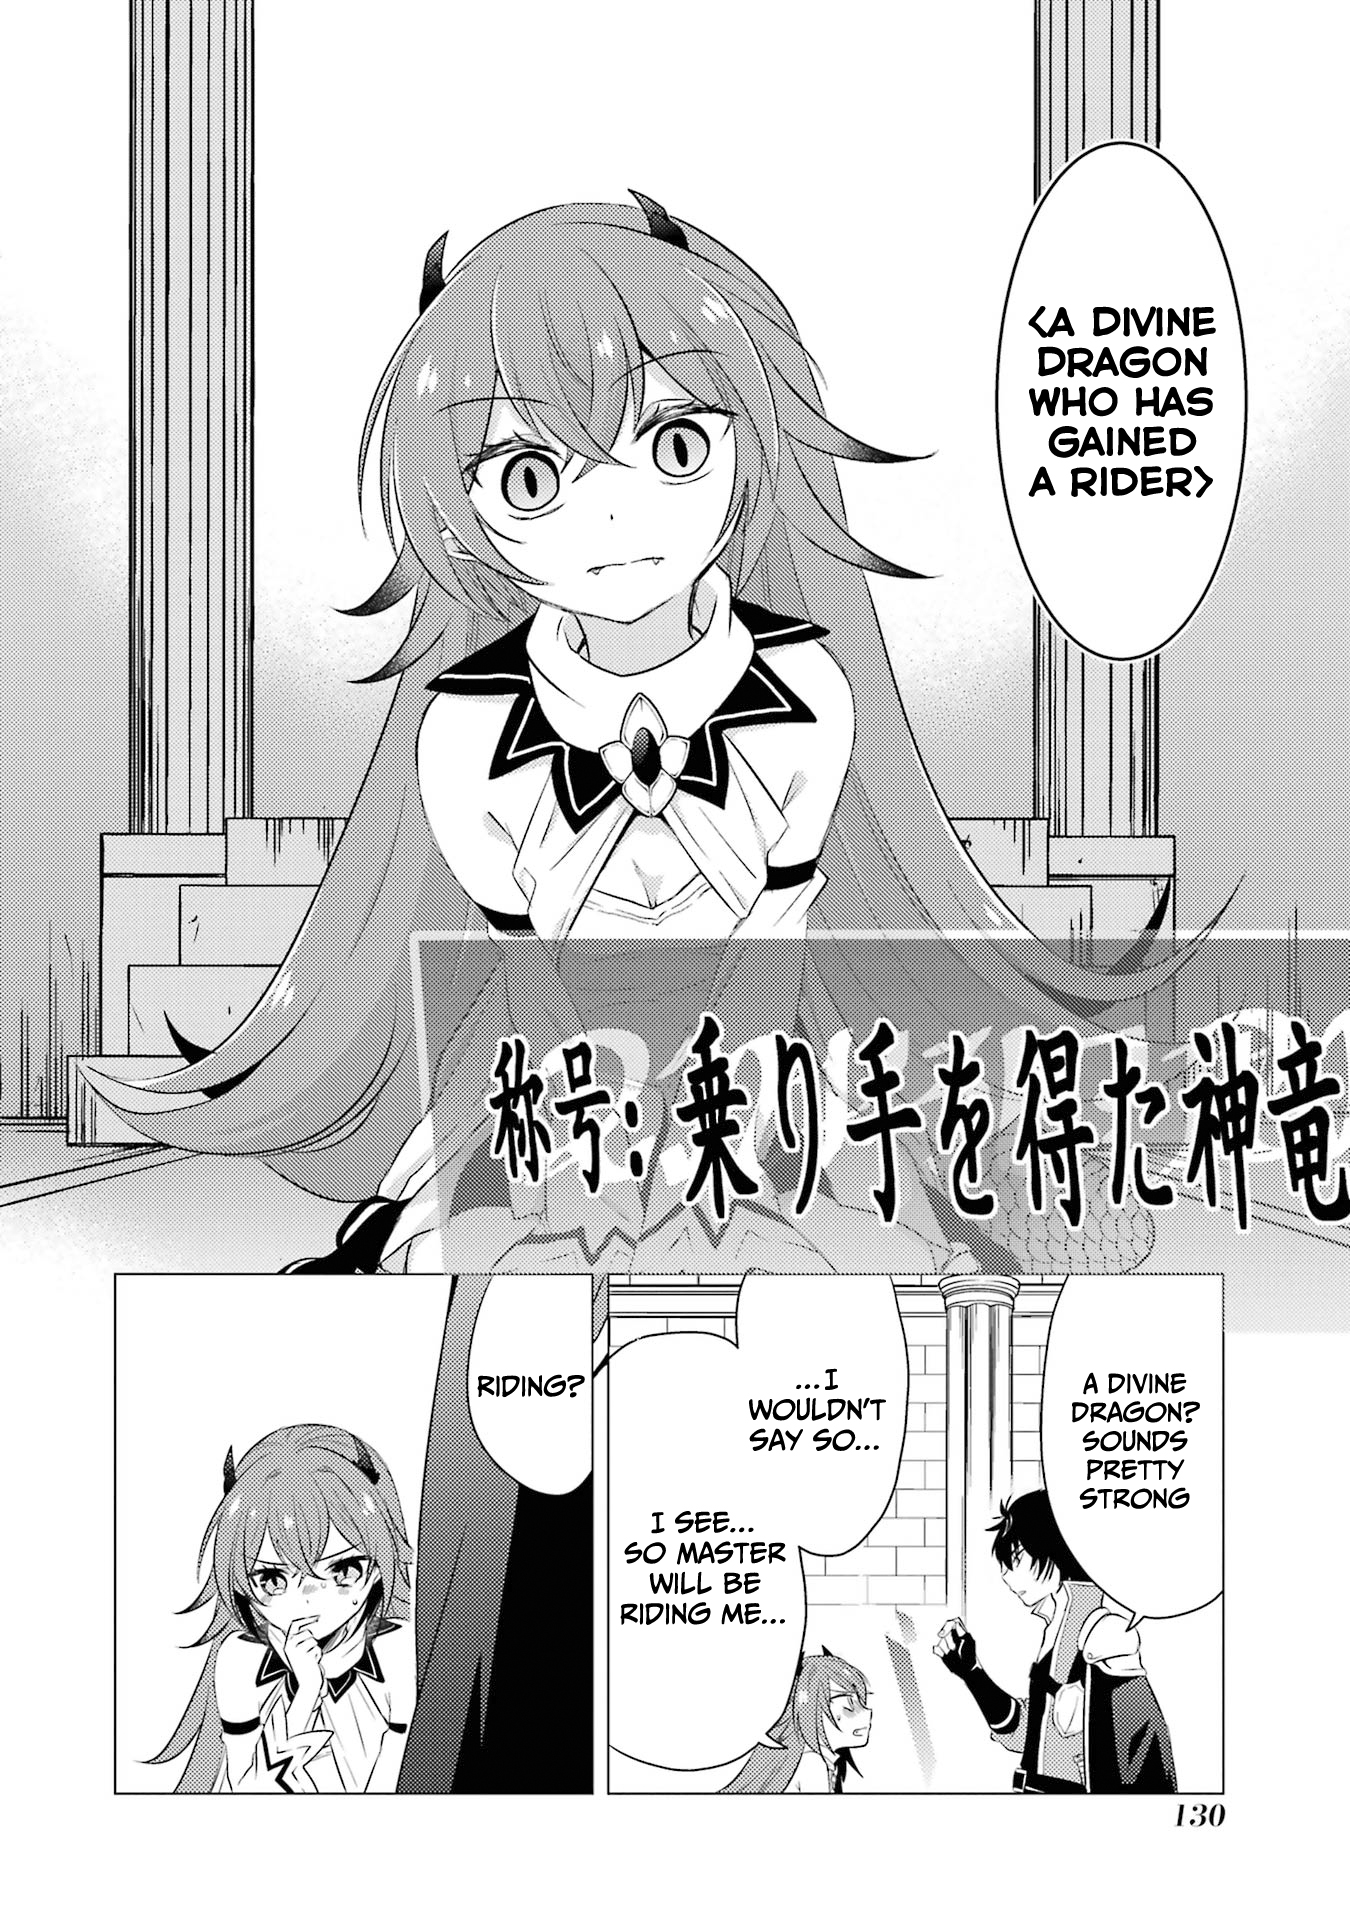 <A DIVINE
DRAGON
WHO HAS
GAINED
A RIDER>
称号:乗り手を得た神竜
A DIVINE
DRAGON?
SOUNDS
PRETTY
STRONG
...I
WOULDN'T
SAY SO...
I SEE...
SO MASTER
WILL BE
RIDING ME...
RIDING?
130